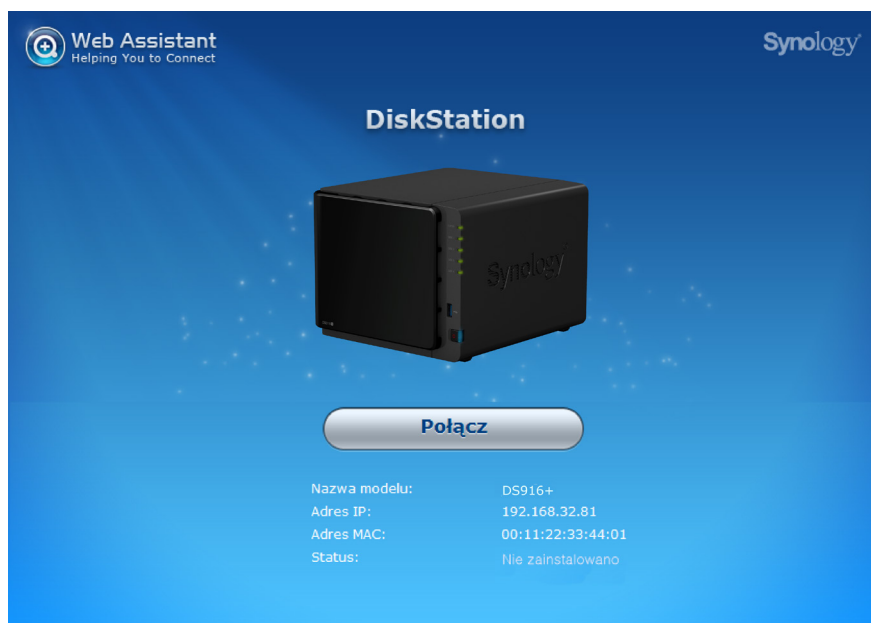 Web Assistant
Helping You to Connect
Synology
DiskStation
Synology
Połącz
Nazwa modelu: DS916+
Adres IP: 192.168.32.81
Adres MAC: 00:11:22:33:44:01
Status: Nie zainstalowano